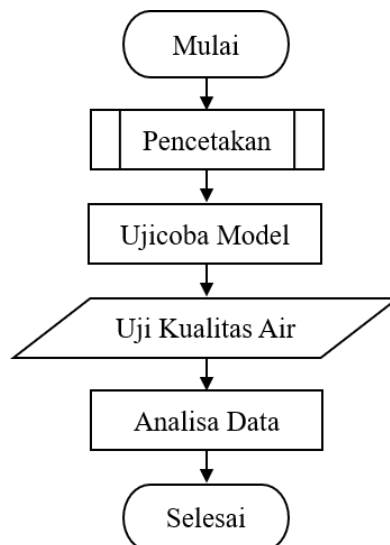 Mulai
Pencetakan
Ujicoba Model
Uji Kualitas Air
Analisa Data
Selesai